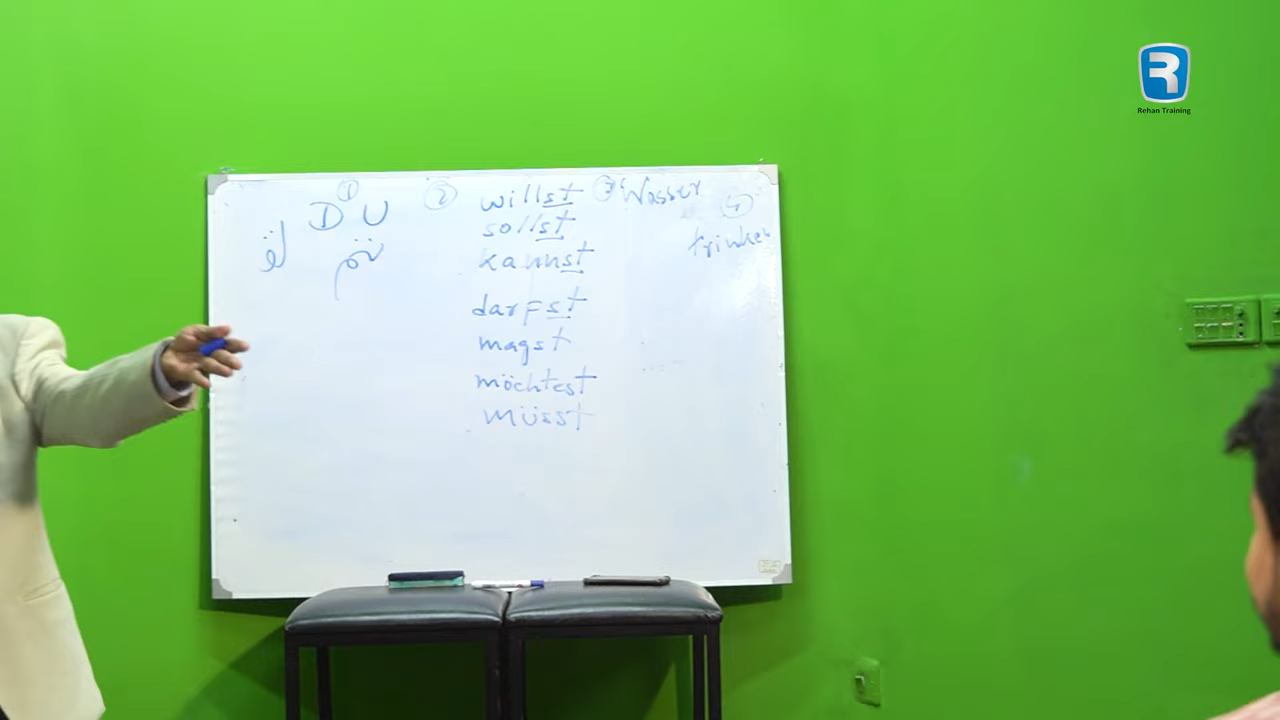 ① ② willst ③ Wasser ④
DU sollst trinken
تو تم kannst
darfst
magst
möchtest
müsst
R
Rehan Training